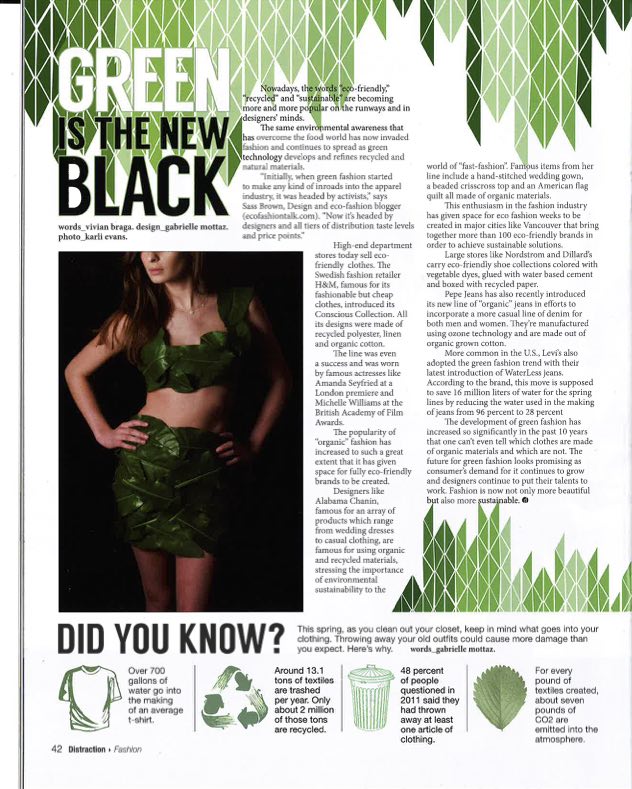 GREEN
IS THE NEW
BLACK
words_vivian braga. design_gabrielle mottaz.
photo_karli evans.
Nowadays, the words "eco-friendly,"
"recycled" and "sustainable" are becoming
more and more popular on the runways and in
designers' minds.
The same environmental awareness that
has overcome the food world has now invaded
fashion and continues to spread as green
technology develops and refines recycled and
natural materials.
"Initially, when green fashion started
to make any kind of inroads into the apparel
industry, it was headed by activists," says
Sass Brown, Design and eco-fashion blogger
(ecofashiontalk.com). "Now it's headed by
designers and all tiers of distribution taste levels
and price points."
High-end department
stores today sell eco-
friendly clothes. The
Swedish fashion retailer
H&M, famous for its
fashionable but cheap
clothes, introduced its
Conscious Collection. All
its designs were made of
recycled polyester, linen
and organic cotton.
The line was even
a success and was worn
by famous actresses like
Amanda Seyfried at a
London premiere and
Michelle Williams at the
British Academy of Film
Awards.
The popularity of
"organic" fashion has
increased to such a great
extent that it has given
space for fully eco-friendly
brands to be created.
Designers like
Alabama Chanin,
famous for an array of
products which range
from wedding dresses
to casual clothing, are
famous for using organic
and recycled materials,
stressing the importance
of environmental
sustainability to the
world of "fast-fashion". Famous items from her
line include a hand-stitched wedding gown,
a beaded crisscross top and an American flag
quilt all made of organic materials.
This enthusiasm in the fashion industry
has given space for eco fashion weeks to be
created in major cities like Vancouver that bring
together more than 100 eco-friendly brands in
order to achieve sustainable solutions.
Large stores like Nordstrom and Dillard's
carry eco-friendly shoe collections colored with
vegetable dyes, glued with water based cement
and boxed with recycled paper.
Pepe Jeans has also recently introduced
its new line of "organic" jeans in efforts to
incorporate a more casual line of denim for
both men and women. They're manufactured
using ozone technology and are made out of
organic grown cotton.
More common in the U.S., Levi's also
adopted the green fashion trend with their
latest introduction of WaterLess jeans.
According to the brand, this move is supposed
to save 16 million liters of water for the spring
lines by reducing the water used in the making
of jeans from 96 percent to 28 percent
The development of green fashion has
increased so significantly in the past 10 years
that one can't even tell which clothes are made
of organic materials and which are not. The
future for green fashion looks promising as
consumer's demand for it continues to grow
and designers continue to put their talents to
work. Fashion is now not only more beautiful
but also more sustainable.
DID YOU KNOW?
This spring, as you clean out your closet, keep in mind what goes into your
clothing. Throwing away your old outfits could cause more damage than
you expect. Here's why. words_gabrielle mottaz.
Over 700
gallons of
water go into
the making
of an average
t-shirt.
Around 13.1
tons of textiles
are trashed
per year. Only
about 2 million
of those tons
are recycled.
48 percent
of people
questioned in
2011 said they
had thrown
away at least
one article of
clothing.
For every
pound of
textiles created,
about seven
pounds of
CO2 are
emitted into the
atmosphere.
42 Distraction • Fashion